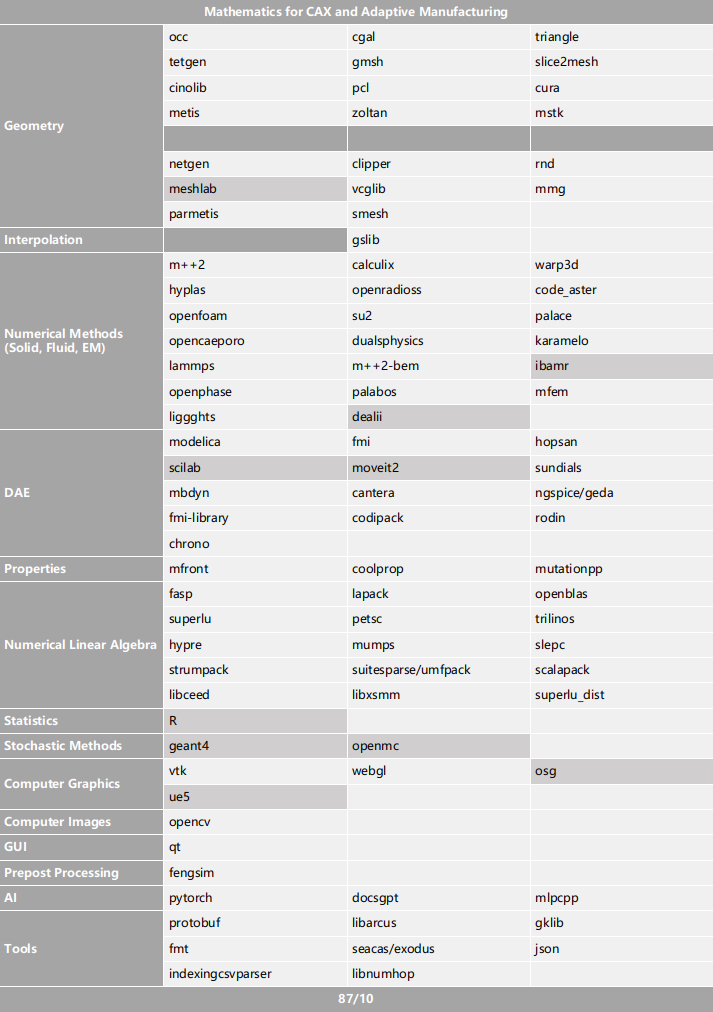 Mathematics for CAX and Adaptive Manufacturing
Geometry
occ cgal triangle
tetgen gmsh slice2mesh
cinolib pcl cura
metis zoltan mstk
netgen clipper rnd
meshlab vcglib mmg
parmetis smesh
Interpolation gslib
Numerical Methods
(Solid, Fluid, EM)
m++2 calculix warp3d
hyplas openradioss code_aster
openfoam su2 palace
opencaeporo dualsphysics karamelo
lammps m++2-bem ibamr
openphase palabos mfem
liggghts dealii
DAE
modelica fmi hopsan
scilab moveit2 sundials
mbdyn cantera ngspice/geda
fmi-library codipack rodin
chrono
Properties mfront coolprop mutationpp
Numerical Linear Algebra
fasp lapack openblas
superlu petsc trilinos
hypre mumps slepc
strumpack suitesparse/umfpack scalapack
libceed libxsmm superlu_dist
Statistics R
Stochastic Methods geant4 openmc
Computer Graphics
vtk webgl osg
ue5
Computer Images opencv
GUI qt
Prepost Processing fengsim
AI pytorch docsgpt mlpcpp
Tools
protobuf libarcus gklib
fmt seacas/exodus json
indexingcsvparser libnumhop
87/10